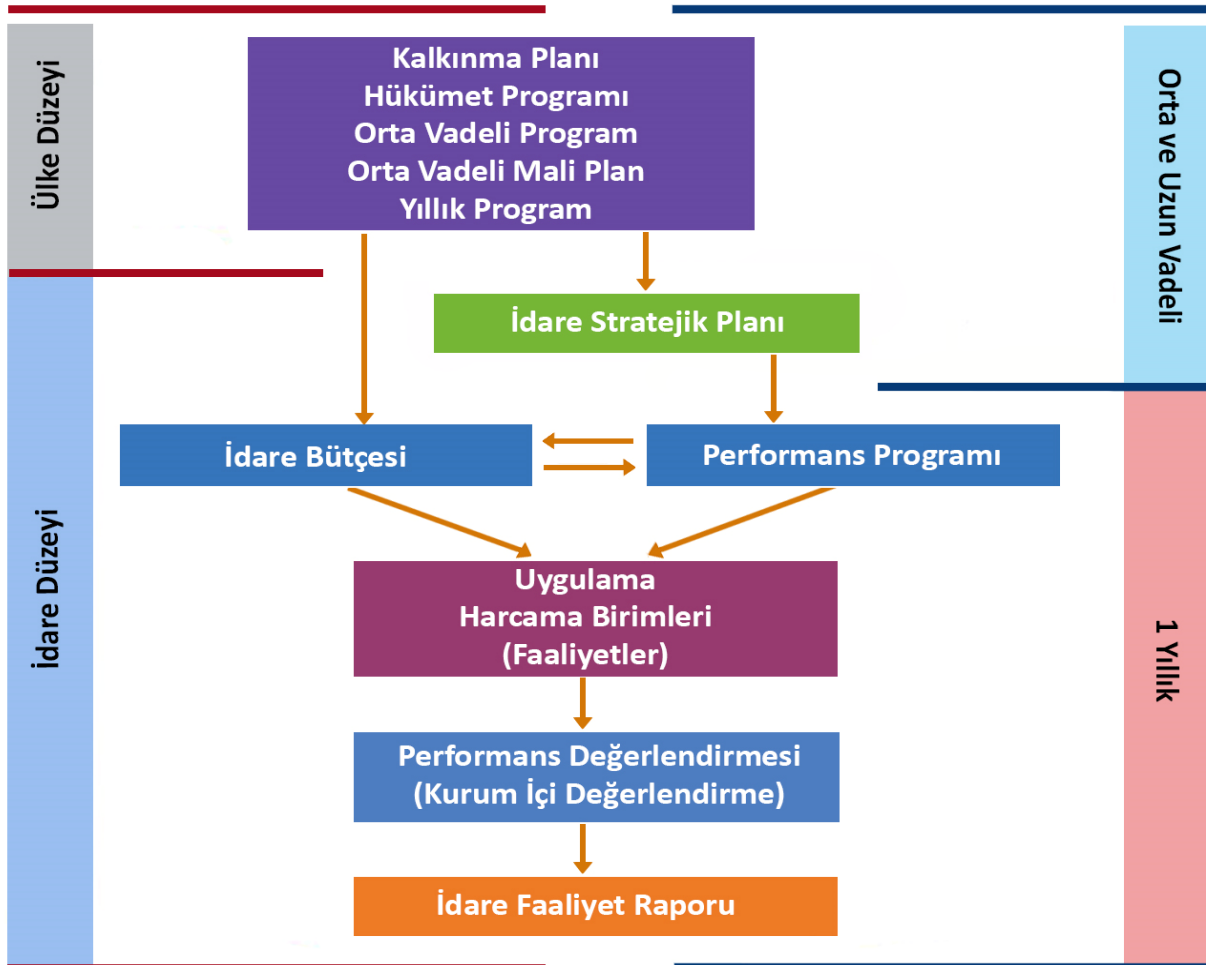 Ülke Düzeyi
Kalkınma Planı
Hükümet Programı
Orta Vadeli Program
Orta Vadeli Mali Plan
Yıllık Program
Orta ve Uzun Vadeli
İdare Stratejik Planı
İdare Düzeyi
İdare Bütçesi
Performans Programı
1 Yıllık
Uygulama
Harcama Birimleri
(Faaliyetler)
Performans Değerlendirmesi
(Kurum İçi Değerlendirme)
İdare Faaliyet Raporu